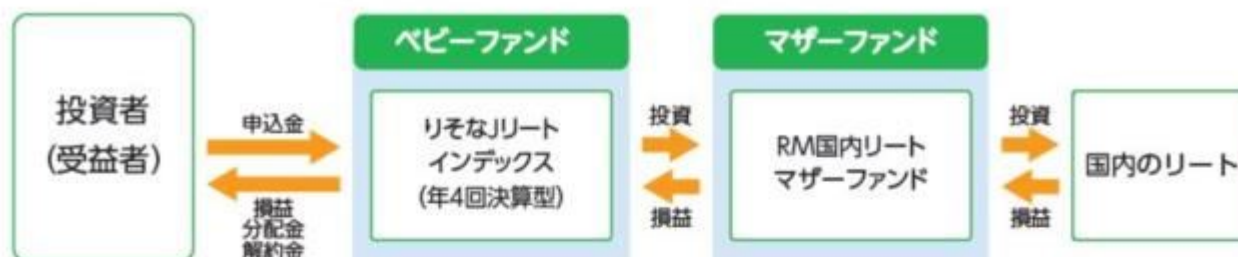 ベビーファンド
マザーファンド
投資者
(受益者)
申込金
損益
分配金
解約金
りそなJリート
インデックス
(年4回決算型)
投資
損益
RM国内リート
マザーファンド
投資
損益
国内のリート